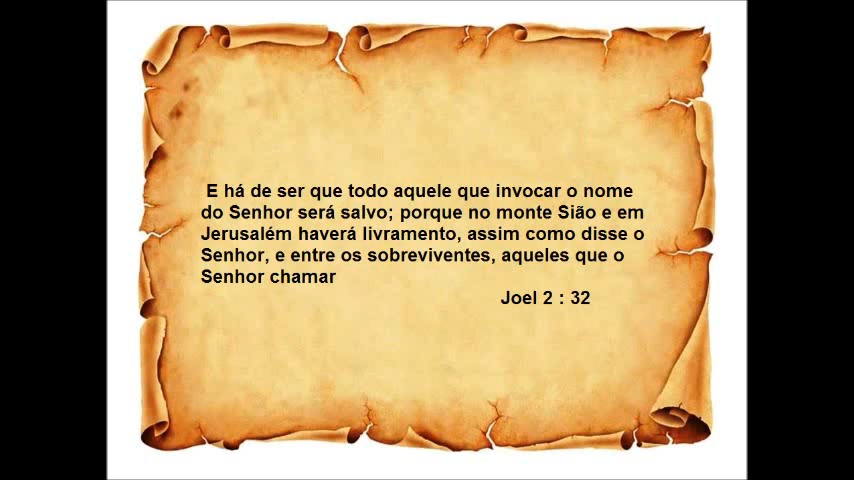 E há de ser que todo aquele que invocar o nome
do Senhor será salvo; porque no monte Sião e em
Jerusalém haverá livramento, assim como disse o
Senhor, e entre os sobreviventes, aqueles que o
Senhor chamar
Joel 2 : 32